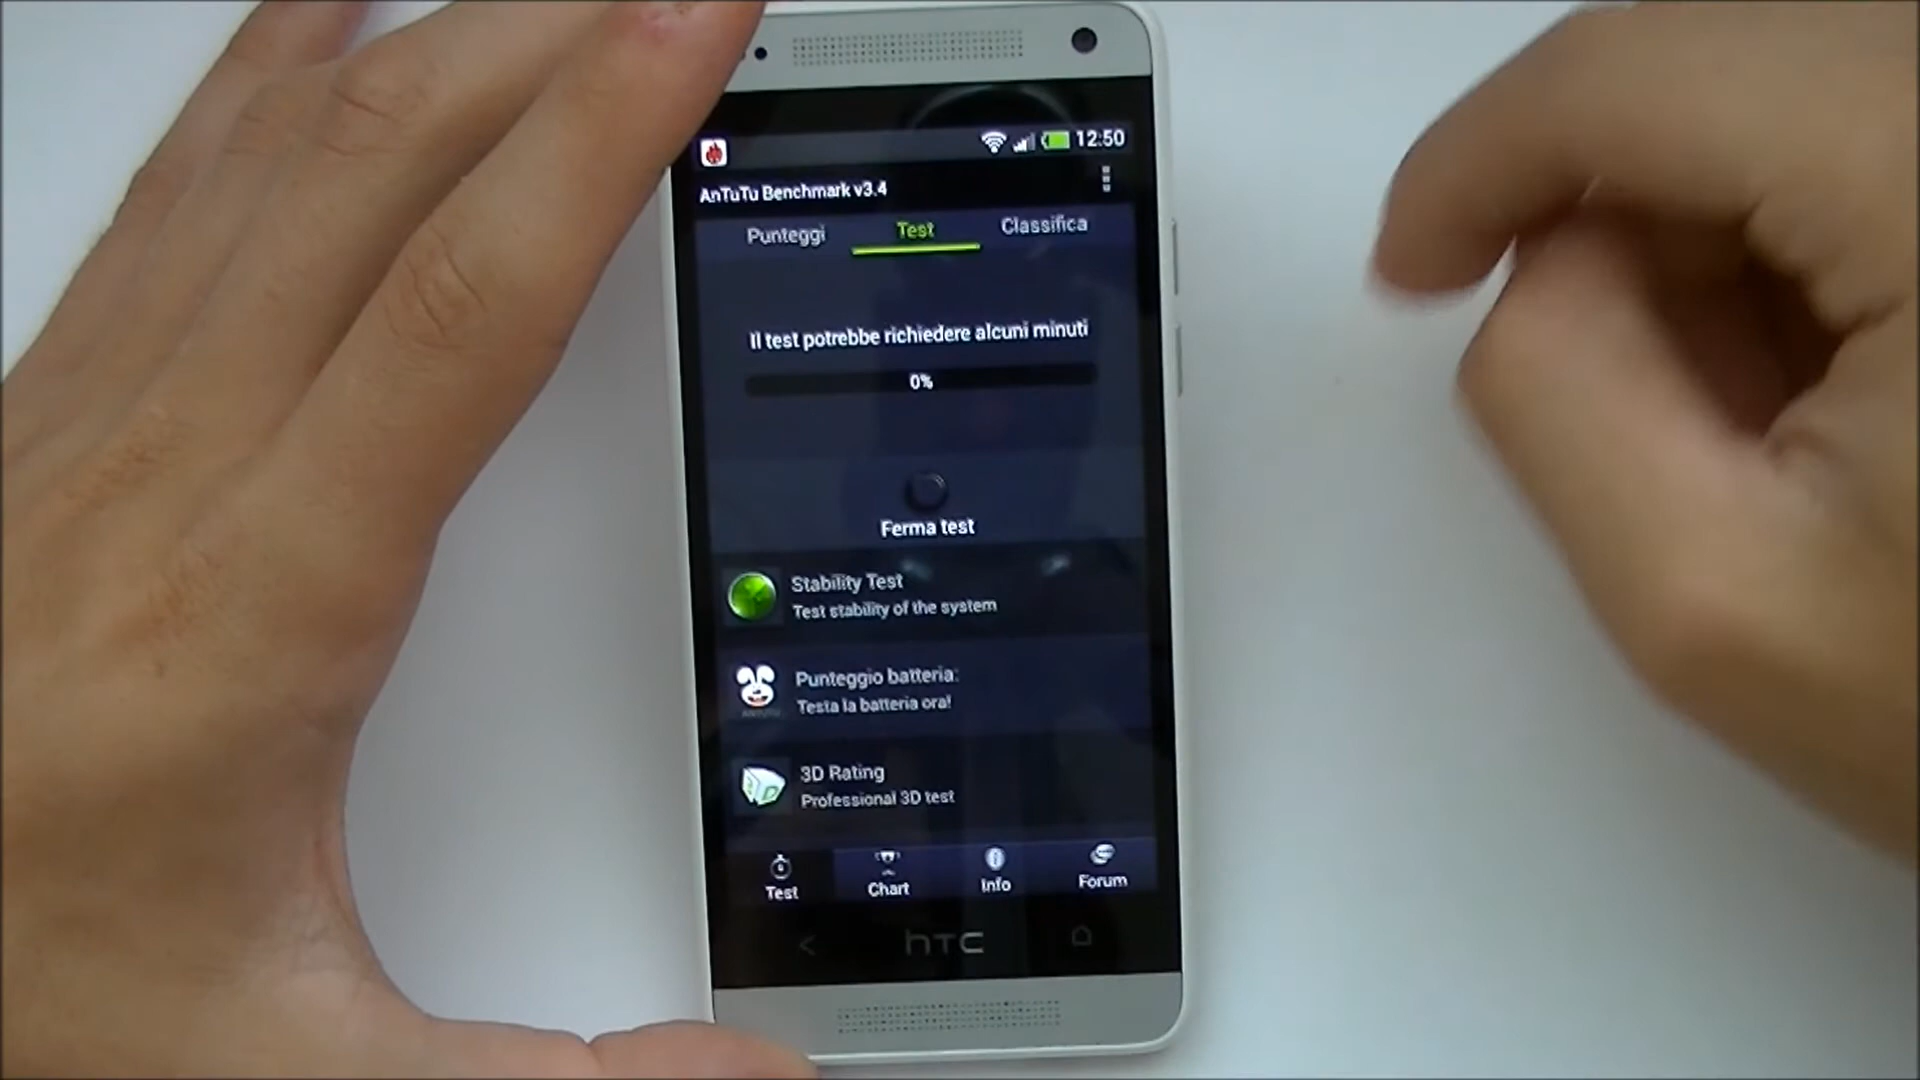 12:50
AnTuTu Benchmark v3.4
Punteggi Test Classifica
Il test potrebbe richiedere alcuni minuti
0%
Ferma test
Stability Test
Test stability of the system
Punteggio batteria:
Testa la batteria ora!
3D Rating
Professional 3D test
Test Chart Info Forum
hTC